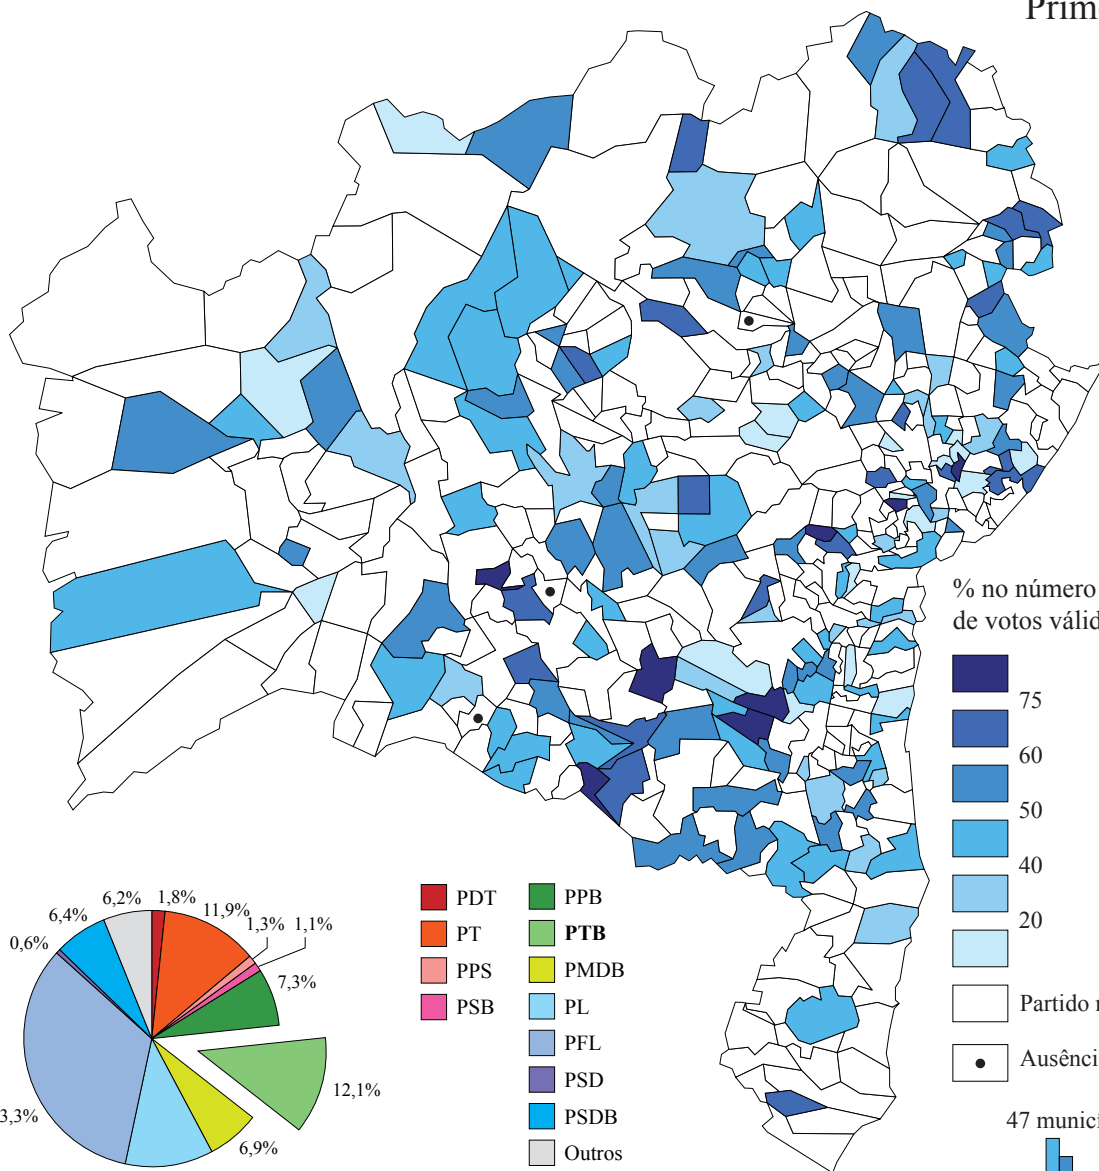 Prim
% no número
de votos válid
75
60
50
40
20
Partido
Ausênci
47 municí
6,2%
1,8%
6,4%
11,9%
1,3%
1,1%
0,6%
7,3%
12,1%
3,3%
6,9%
PDT
PT
PPS
PSB
PPB
PTB
PMDB
PL
PFL
PSD
PSDB
Outros